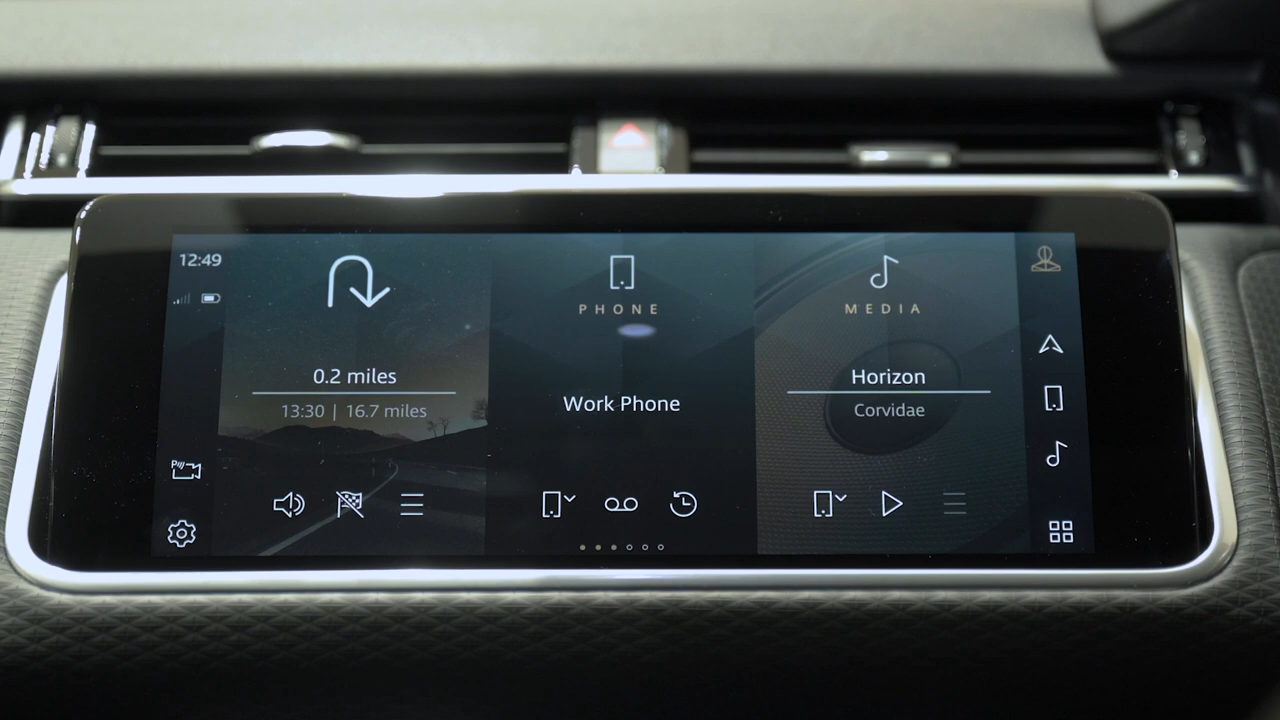 12:49
0.2 miles
13:30 | 16.7 miles
PHONE
Work Phone
MEDIA
Horizon
Corvidae
P